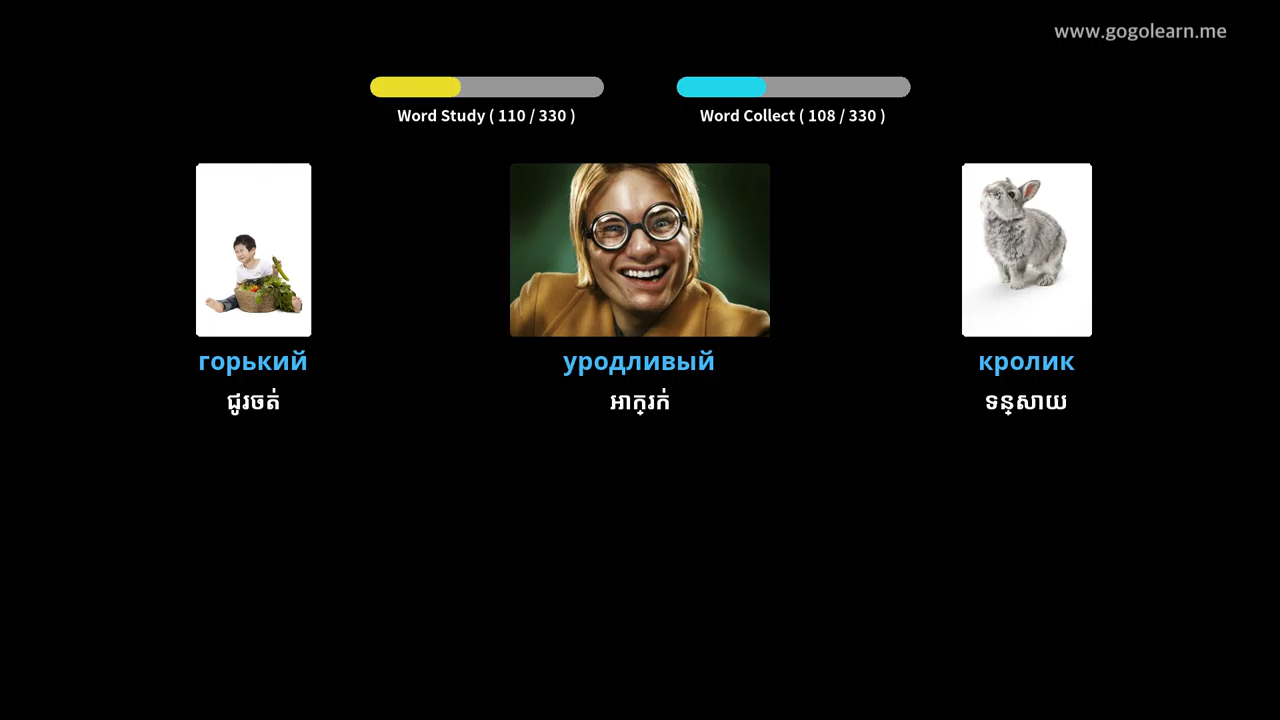 www.gogolearn.me
Word Study ( 110 / 330 )
Word Collect ( 108 / 330 )
горький
уродливый
кролик
ជូរចត់
អាក្រក់
ទន្សាយ